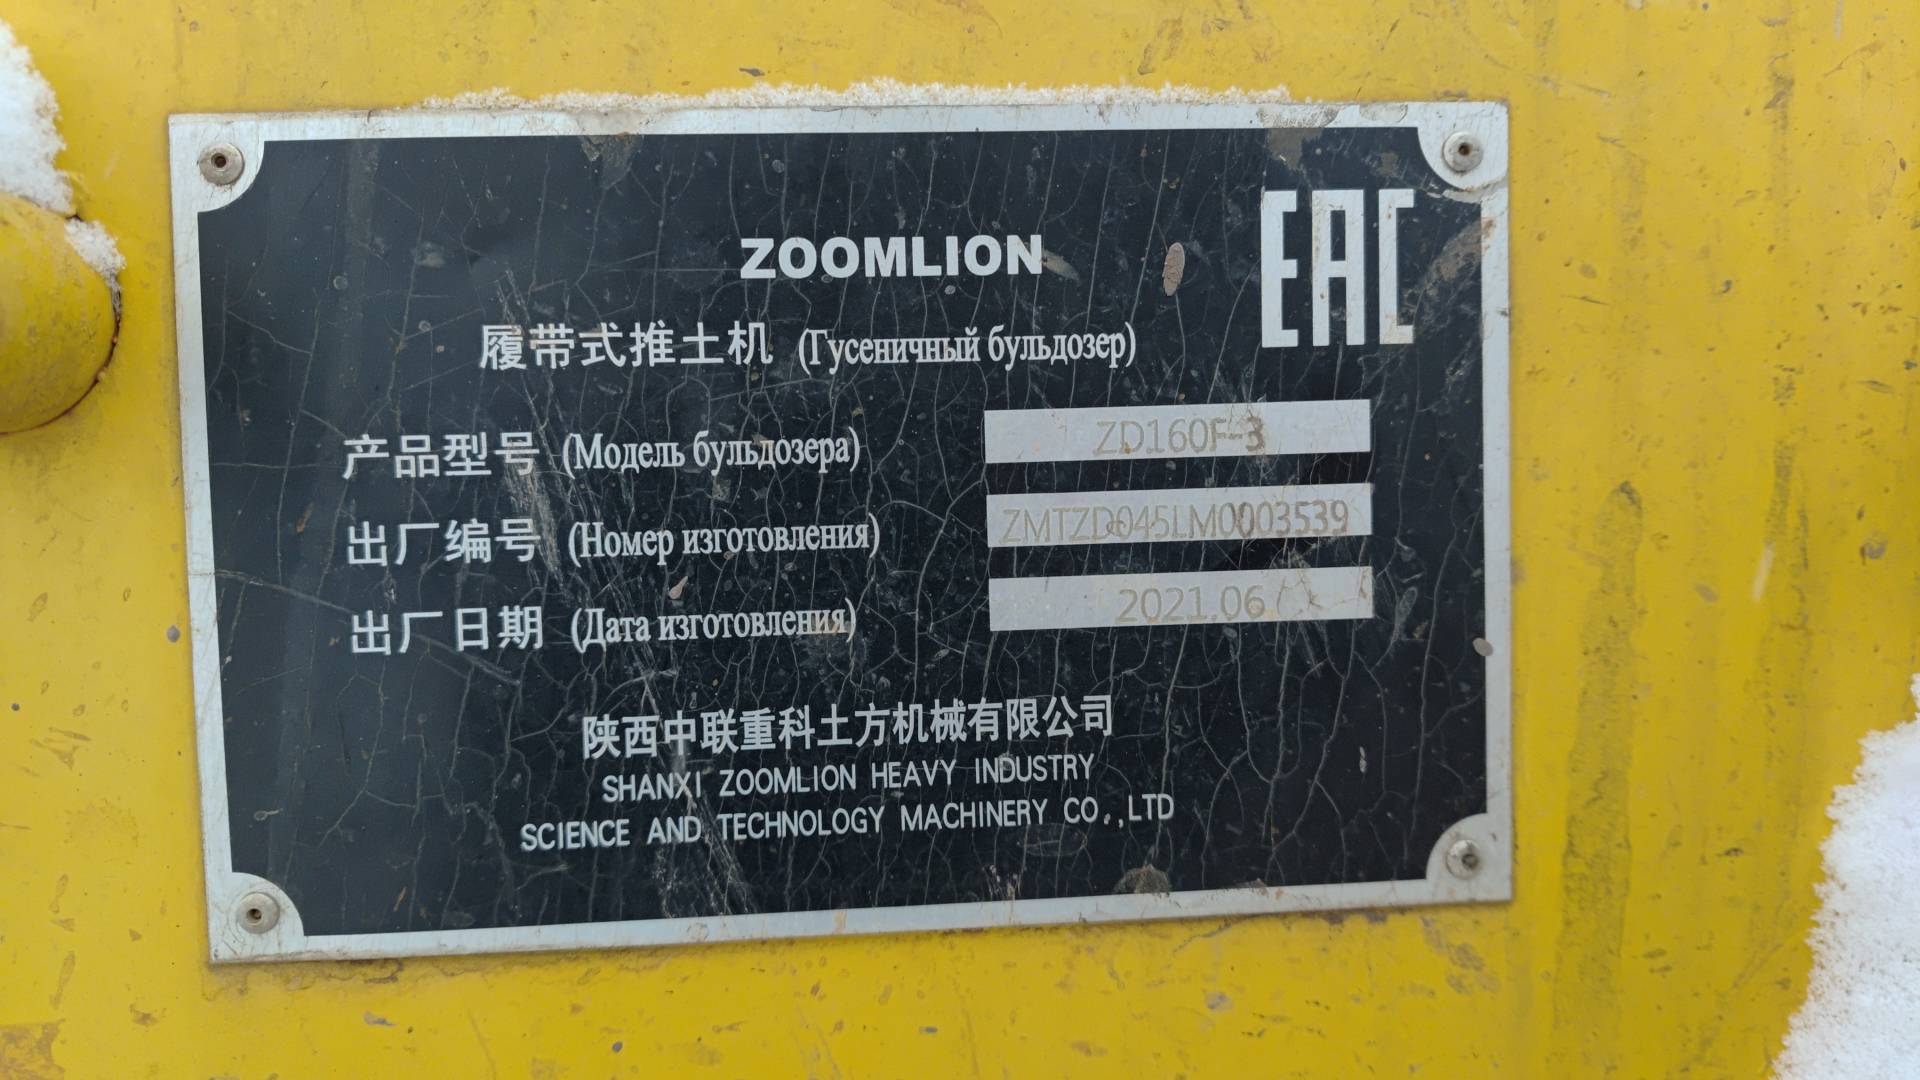 EAC
ZOOMLION
履带式推土机 (Гусеничный бульдозер)
产品型号 (Модель бульдозера) ZD160F-3
出厂编号 (Номер изготовления) ZMTZD045LM0003539
出厂日期 (Дата изготовления) 2021.06
陕西中联重科土方机械有限公司
SHANXI ZOOMLION HEAVY INDUSTRY
SCIENCE AND TECHNOLOGY MACHINERY CO.,LTD